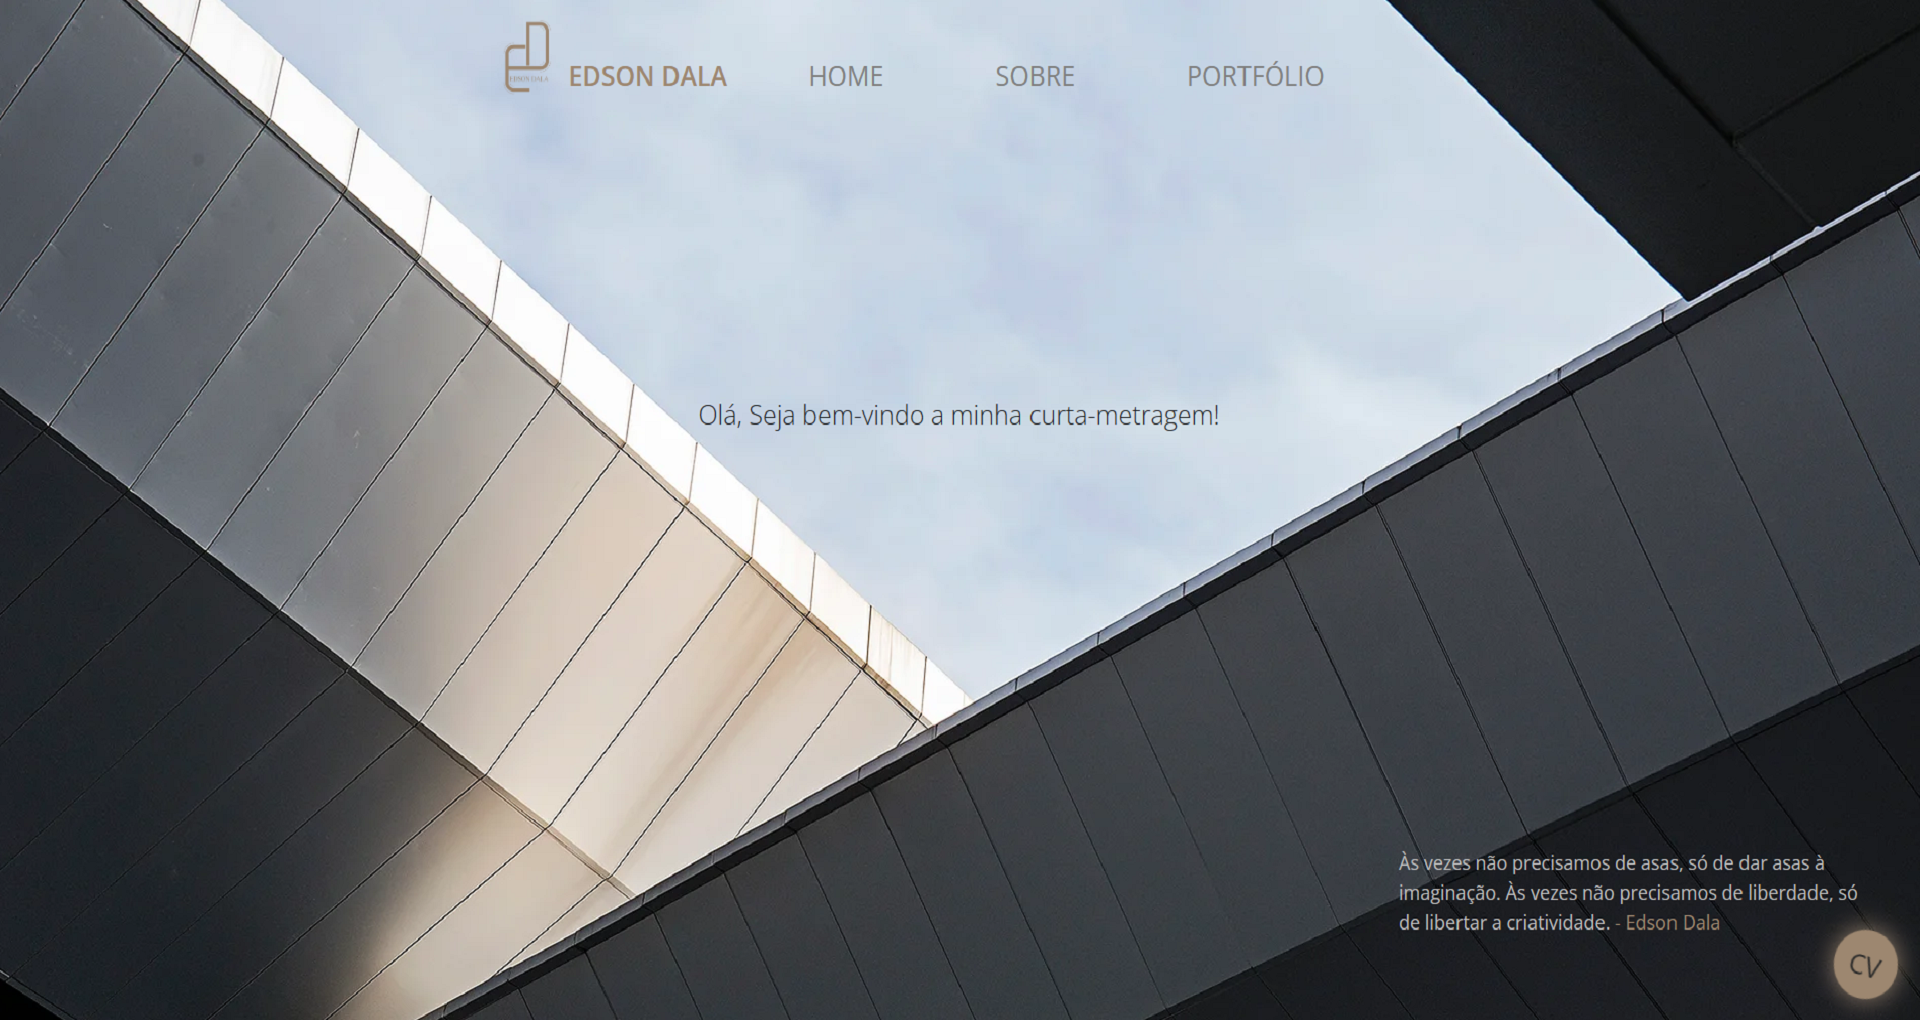 EDSON DALA
EDSON DALA
HOME
SOBRE
PORTFÓLIO
Olá, Seja bem-vindo a minha curta-metragem!
Às vezes não precisamos de asas, só de dar asas à
imaginação. Às vezes não precisamos de liberdade, só
de libertar a criatividade. - Edson Dala
CV